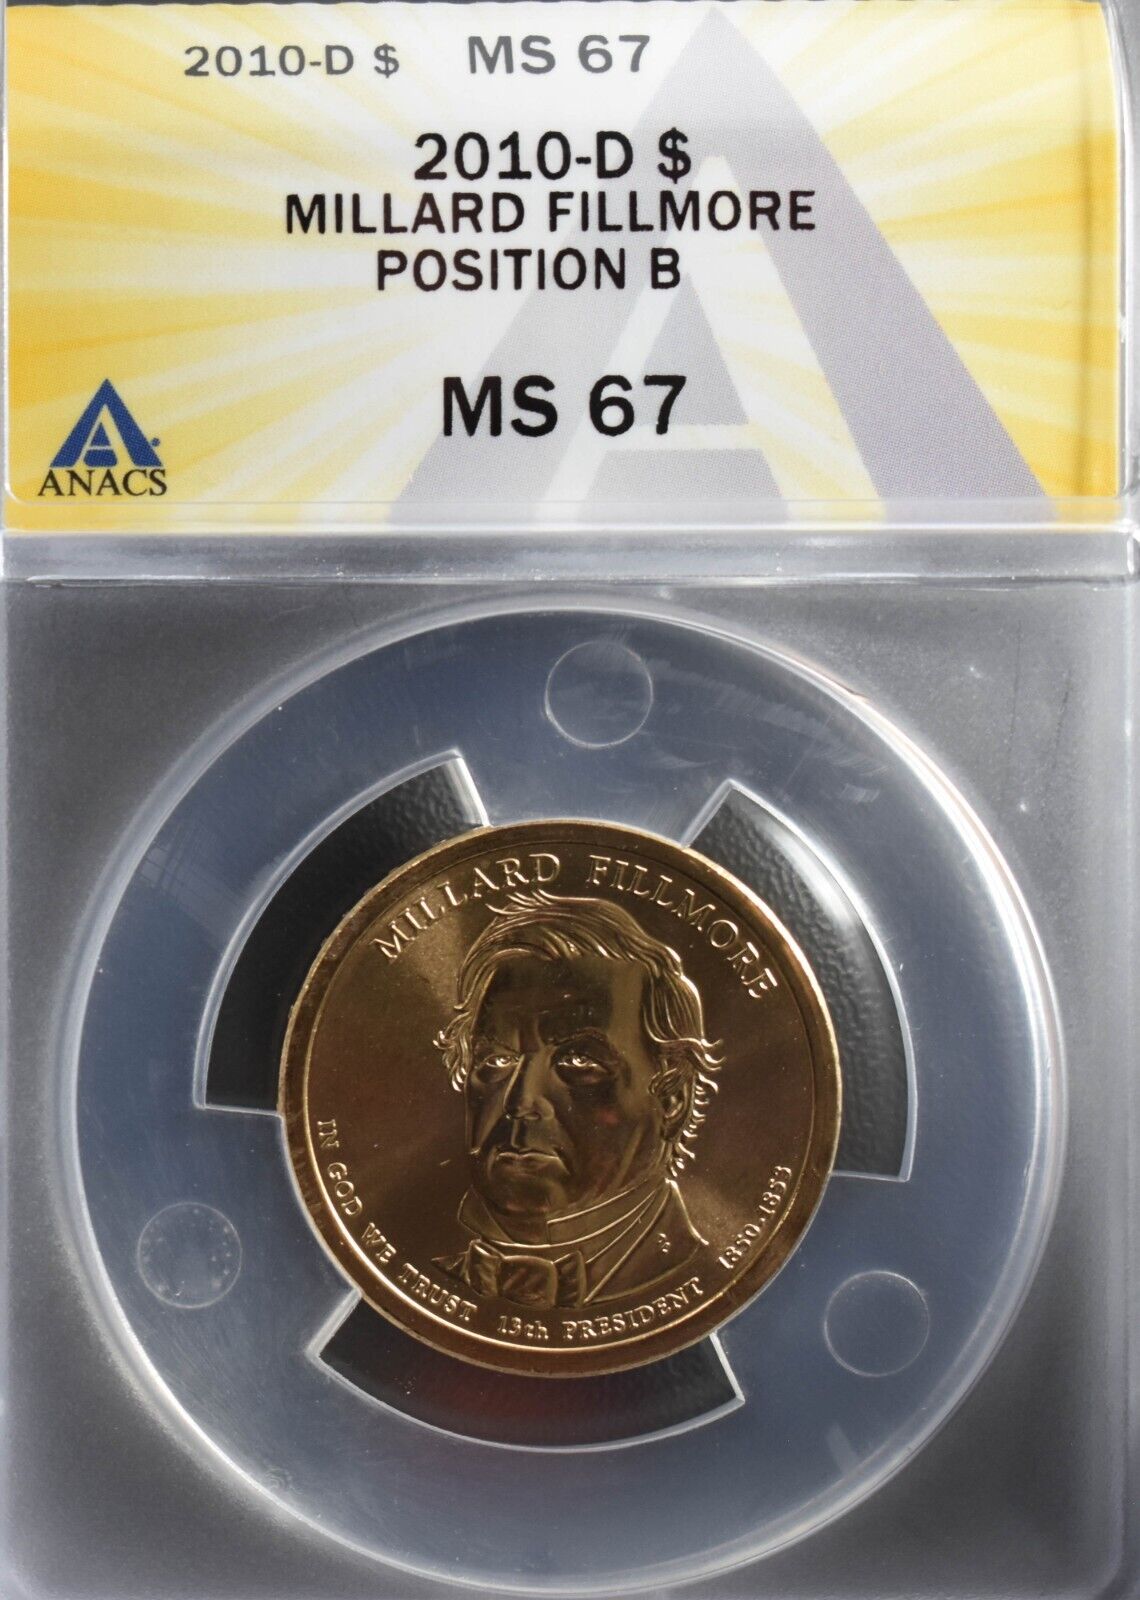 2010-D $ MS 67
2010-D $
MILLARD FILLMORE
POSITION B
MS 67
ANACS
MILLARD FILLMORE
IN GOD WE TRUST 13th PRESIDENT 1850-1853